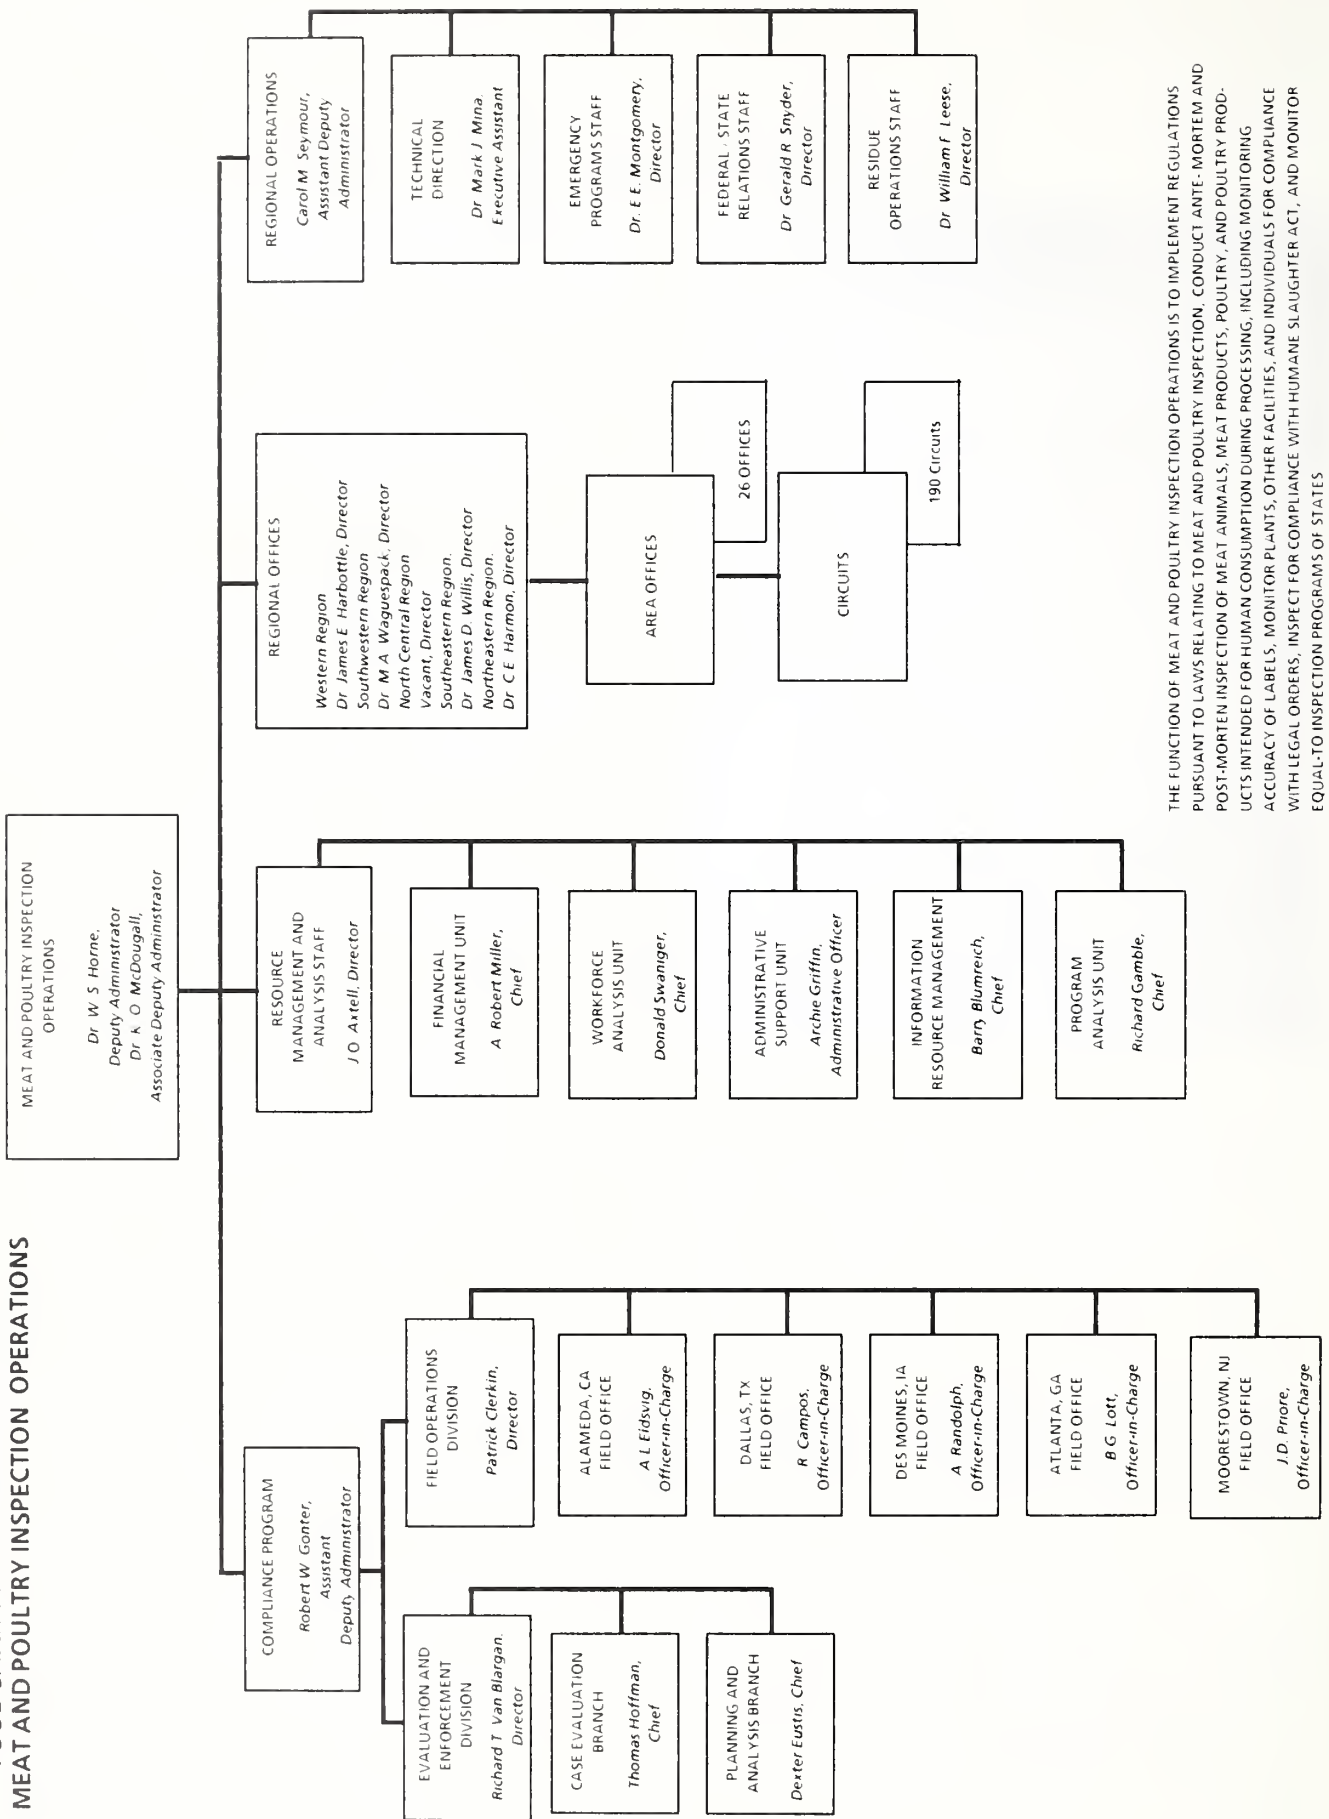 MEAT AND POULTRY INSPECTION OPERATIONS
MEAT AND POULTRY INSPECTION
OPERATIONS
Dr W S Horne,
Deputy Administrator
Dr K O McDougall,
Associate Deputy Administrator
COMPLIANCE PROGRAM
Robert W Gonter,
Assistant
Deputy Administrator
EVALUATION AND
ENFORCEMENT
DIVISION
Richard T Van Blargan,
Director
CASE EVALUATION
BRANCH
Thomas Hoffman,
Chief
PLANNING AND
ANALYSIS BRANCH
Dexter Eustis, Chief
FIELD OPERATIONS
DIVISION
Patrick Clerkin,
Director
ALAMEDA, CA
FIELD OFFICE
A L Eidsvig,
Officer-in-Charge
DALLAS, TX
FIELD OFFICE
R Campos,
Officer-in-Charge
DES MOINES, IA
FIELD OFFICE
A Randolph,
Officer-in-Charge
ATLANTA, GA
FIELD OFFICE
B G Lott,
Officer-in-Charge
MOORESTOWN, NJ
FIELD OFFICE
J.D. Priore,
Officer-in-Charge
RESOURCE
MANAGEMENT AND
ANALYSIS STAFF
J O Axtell, Director
FINANCIAL
MANAGEMENT UNIT
A Robert Miller,
Chief
WORKFORCE
ANALYSIS UNIT
Donald Swaniger,
Chief
ADMINISTRATIVE
SUPPORT UNIT
Archie Griffin,
Administrative Officer
INFORMATION
RESOURCE MANAGEMENT
Barry Blumreich,
Chief
PROGRAM
ANALYSIS UNIT
Richard Gamble,
Chief
REGIONAL OFFICES
Western Region
Dr James E Harbottle, Director
Southwestern Region
Dr M A Waguespack, Director
North Central Region
Vacant, Director
Southeastern Region.
Dr James D. Willis, Director
Northeastern Region.
Dr C E Harmon, Director
AREA OFFICES
26 OFFICES
CIRCUITS
190 Circuits
REGIONAL OPERATIONS
Carol M Seymour,
Assistant Deputy
Administrator
TECHNICAL
DIRECTION
Dr Mark J Mina,
Executive Assistant
EMERGENCY
PROGRAMS STAFF
Dr. E E. Montgomery,
Director
FEDERAL / STATE
RELATIONS STAFF
Dr Gerald R Snyder,
Director
RESIDUE
OPERATIONS STAFF
Dr William F Leese,
Director
THE FUNCTION OF MEAT AND POULTRY INSPECTION OPERATIONS IS TO IMPLEMENT REGULATIONS
PURSUANT TO LAWS RELATING TO MEAT AND POULTRY INSPECTION, CONDUCT ANTE-MORTEM AND
POST-MORTEN INSPECTION OF MEAT ANIMALS, MEAT PRODUCTS, POULTRY, AND POULTRY PROD-
UCTS INTENDED FOR HUMAN CONSUMPTION DURING PROCESSING, INCLUDING MONITORING
ACCURACY OF LABELS, MONITOR PLANTS, OTHER FACILITIES, AND INDIVIDUALS FOR COMPLIANCE
WITH LEGAL ORDERS, INSPECT FOR COMPLIANCE WITH HUMANE SLAUGHTER ACT, AND MONITOR
EQUAL-TO INSPECTION PROGRAMS OF STATES